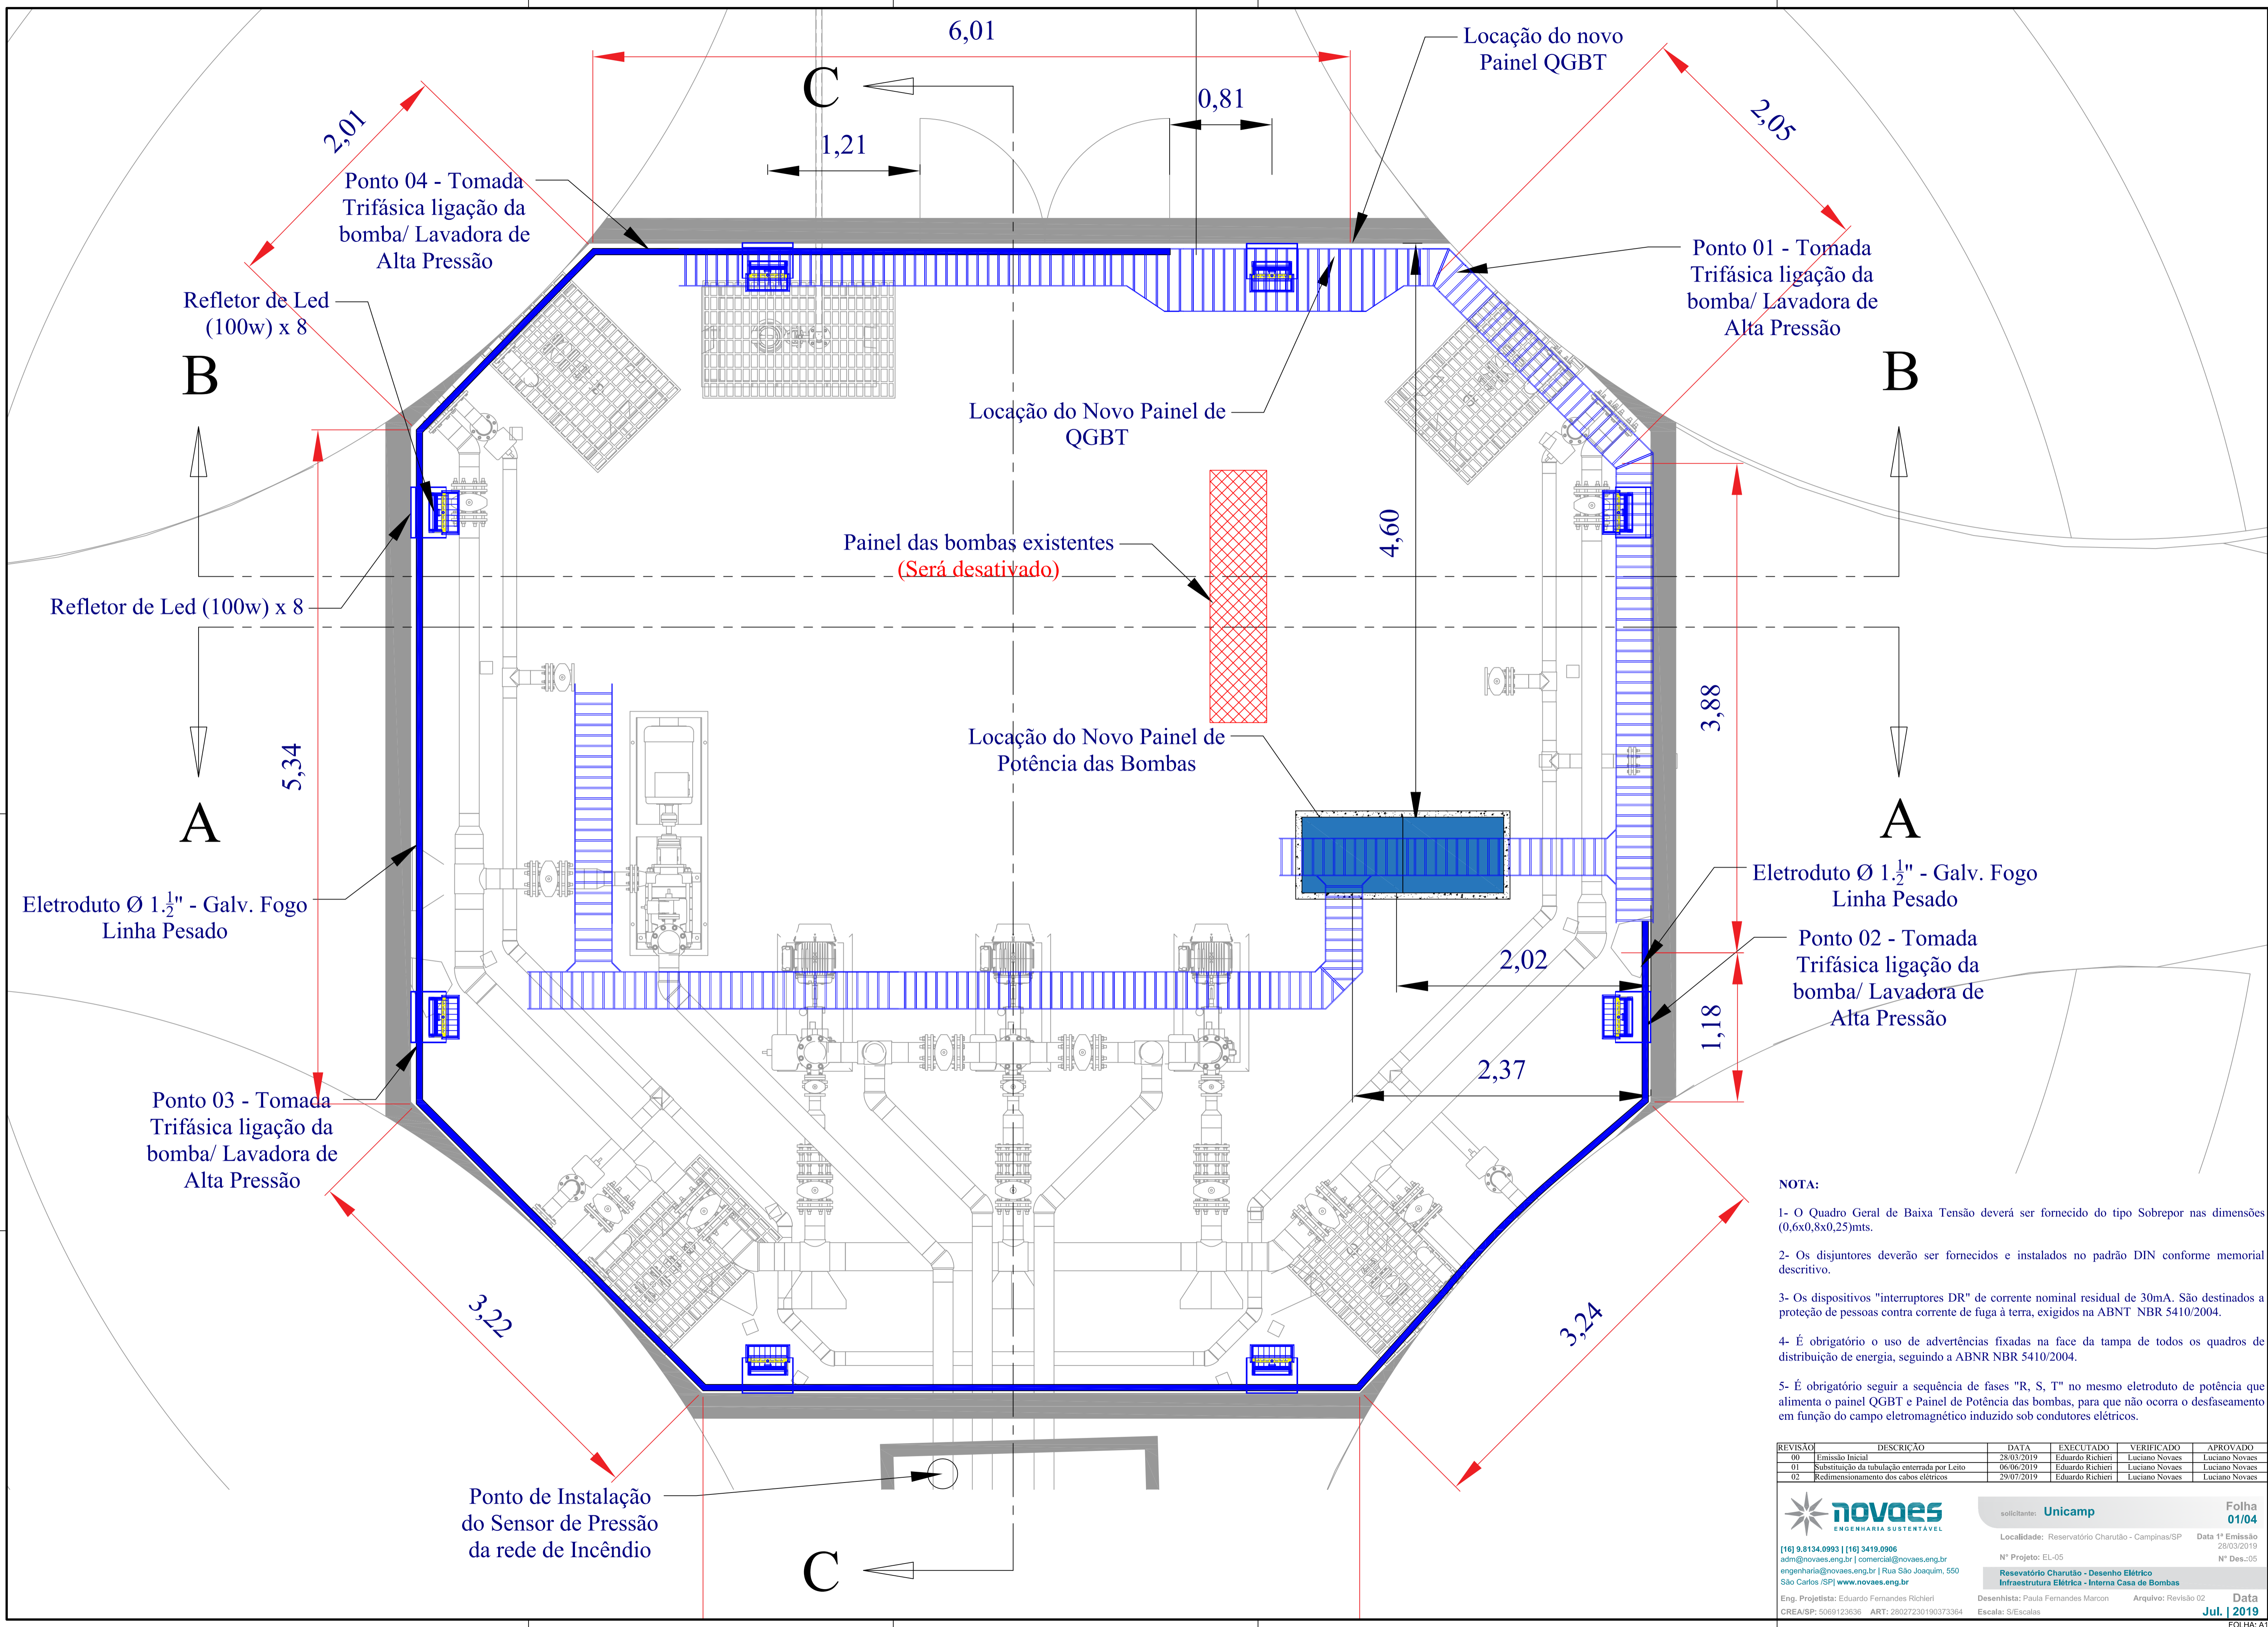 6,01
Locação do novo
Painel QGBT
C
0,81
2,01
2,05
1,21
Ponto 04 - Tomada
Trifásica ligação da
bomba/ Lavadora de
Alta Pressão
Ponto 01 - Tomada
Trifásica ligação da
bomba/ Lavadora de
Alta Pressão
Refletor de Led
(100w) x 8
B
B
Locação do Novo Painel de
QGBT
4,60
Painel das bombas existentes
(Será desativado)
Refletor de Led (100w) x 8
3,88
Locação do Novo Painel de
Potência das Bombas
5,34
A
A
Eletroduto Ø 1.½" - Galv. Fogo
Linha Pesado
Eletroduto Ø 1.½" - Galv. Fogo
Linha Pesado
Ponto 02 - Tomada
Trifásica ligação da
bomba/ Lavadora de
Alta Pressão
2,02
1,18
2,37
Ponto 03 - Tomada
Trifásica ligação da
bomba/ Lavadora de
Alta Pressão
3,22
3,24
Ponto de Instalação
do Sensor de Pressão
da rede de Incêndio
C
NOTA:
1- O Quadro Geral de Baixa Tensão deverá ser fornecido do tipo Sobrepor nas dimensões
(0,6x0,8x0,25)mts.
2- Os disjuntores deverão ser fornecidos e instalados no padrão DIN conforme memorial
descritivo.
3- Os dispositivos "interruptores DR" de corrente nominal residual de 30mA. São destinados a
proteção de pessoas contra corrente de fuga à terra, exigidos na ABNT NBR 5410/2004.
4- É obrigatório o uso de advertências fixadas na face da tampa de todos os quadros de
distribuição de energia, seguindo a ABNR NBR 5410/2004.
5- É obrigatório seguir a sequência de fases "R, S, T" no mesmo eletroduto de potência que
alimenta o painel QGBT e Painel de Potência das bombas, para que não ocorra o desfaseamento
em função do campo eletromagnético induzido sob condutores elétricos.
REVISÃO DESCRIÇÃO DATA EXECUTADO VERIFICADO APROVADO
00 Emissão Inicial 28/03/2019 Eduardo Richieri Luciano Novaes Luciano Novaes
01 Substituição da tubulação enterrada por Leito 06/06/2019 Eduardo Richieri Luciano Novaes Luciano Novaes
02 Redimensionamento dos cabos elétricos 29/07/2019 Eduardo Richieri Luciano Novaes Luciano Novaes
novaes
ENGENHARIA SUSTENTÁVEL
[16] 9.8134.0993 | [16] 3419.0906
adm@novaes.eng.br | comercial@novaes.eng.br
engenharia@novaes.eng.br | Rua São Joaquim, 550
São Carlos /SP| www.novaes.eng.br
Eng. Projetista: Eduardo Fernandes Richieri
CREA/SP: 5069123636 ART: 28027230190373364
solicitente: Unicamp
Folha
01/04
Localidade: Reservatório Charutão - Campinas/SP
Data 1ª Emissão
28/03/2019
N° Projeto: EL-05
N° Des.:05
Resevatório Charutão - Desenho Elétrico
Infraestrutura Elétrica - Interna Casa de Bombas
Desenhista: Paula Fernandes Marcon
Arquivo: Revisão 02
Data
Escala: S/Escalas
Jul. | 2019
FOLHA: A1